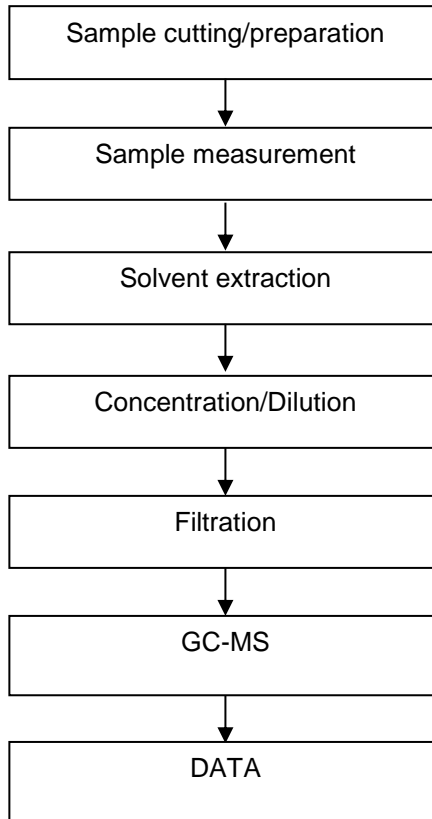 Sample cutting/preparation
Sample measurement
Solvent extraction
Concentration/Dilution
Filtration
GC-MS
DATA